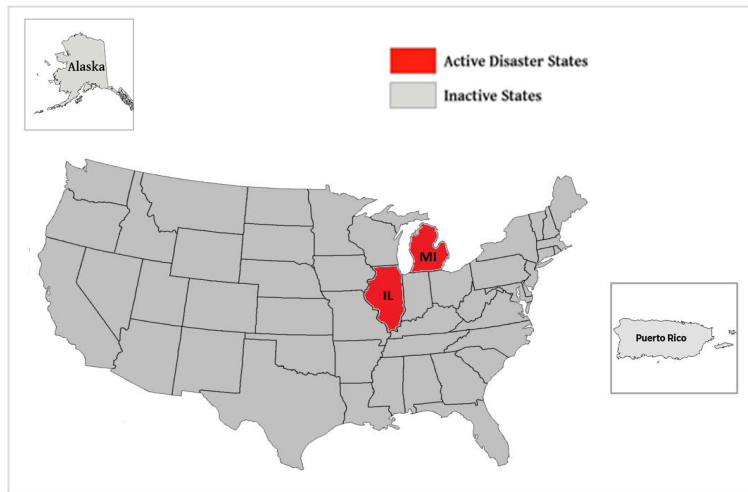 Alaska
Active Disaster States
Inactive States
MI
IL
Puerto Rico